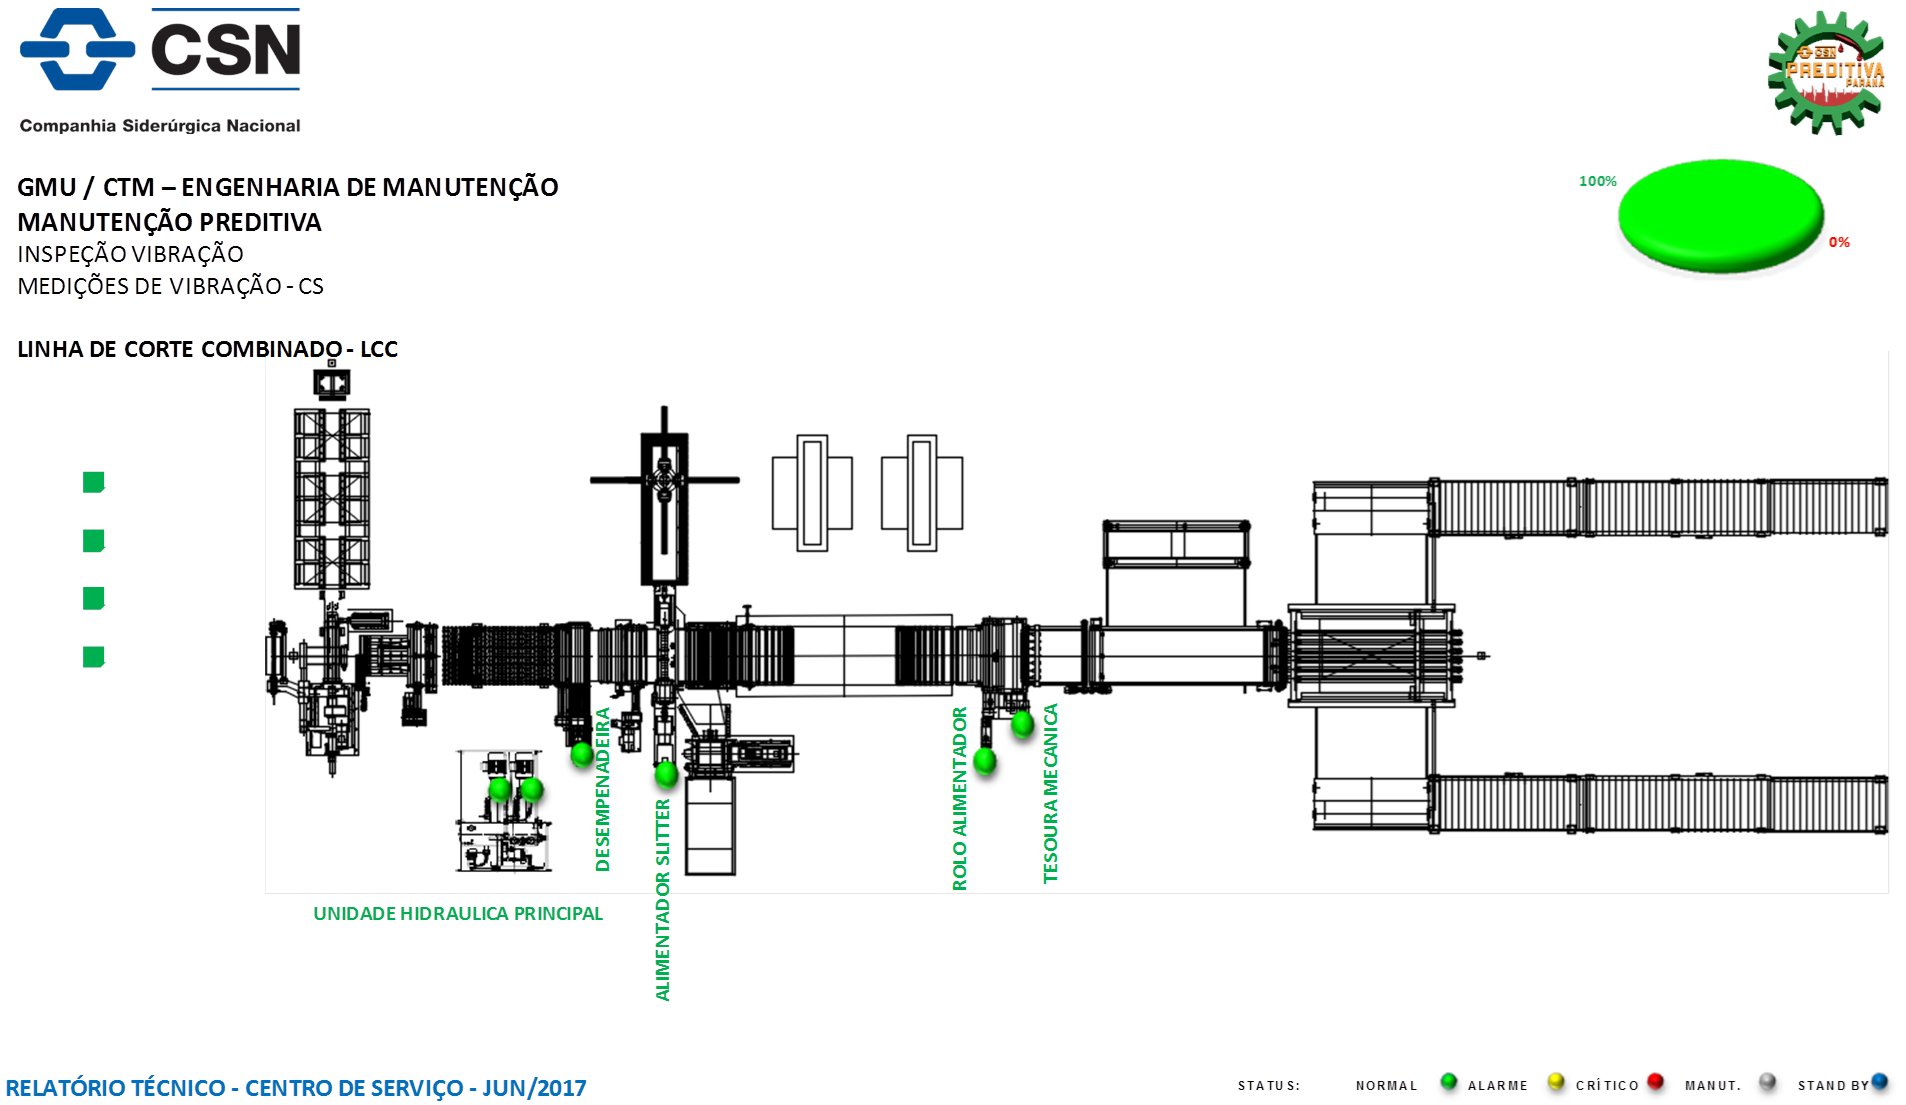 CSN
Companhia Siderúrgica Nacional
CSN
PREDITIVA
PARANÁ
GMU / CTM – ENGENHARIA DE MANUTENÇÃO
MANUTENÇÃO PREDITIVA
INSPEÇÃO VIBRAÇÃO
MEDIÇÕES DE VIBRAÇÃO - CS
100%
0%
LINHA DE CORTE COMBINADO - LCC
DESEMPENADEIRA
ALIMENTADOR SLITTER
ROLO ALIMENTADOR
TESOURA MECANICA
UNIDADE HIDRAULICA PRINCIPAL
RELATÓRIO TÉCNICO - CENTRO DE SERVIÇO - JUN/2017
STATUS: NORMAL ALARME CRÍTICO MANUT. STAND BY